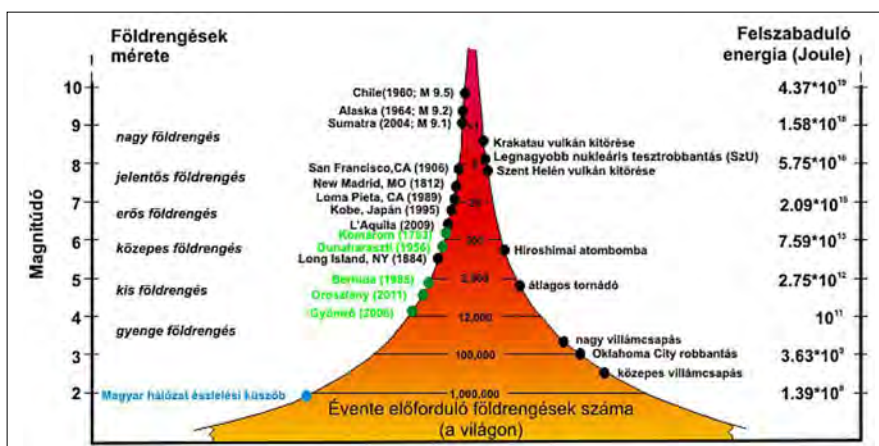 Földrengések
mérete
Felszabaduló
energia (Joule)
Magnitúdó
10
9
8
7
6
5
4
3
2
nagy földrengés
jelentős földrengés
erős földrengés
közepes földrengés
kis földrengés
gyenge földrengés
Magyar hálózat észlelési küszöb
Chile(1960; M 9.5)
Alaska (1964; M 9.2)
Sumatra (2004; M 9.1)
San Francisco,CA (1906)
New Madrid, MO (1812)
Loma Pieta, CA (1989)
Kobe, Japán (1995)
L'Aquila (2009)
Komárom (1763)
Dunaharaszti (1956)
Long Island, NY (1884)
Berhida (1985)
Oroszlány (2011)
Gyömrő (2006)
Krakatau vulkán kitörése
Legnagyobb nukleáris tesztrobbantás (SzU)
Szent Helén vulkán kitörése
Hiroshimai atombomba
átlagos tornádó
nagy villámcsapás
Oklahoma City robbantás
közepes villámcsapás
12,000
100,000
1,000,000
Évente előforduló földrengések száma
(a világon)
4.37*10¹⁹
1.58*10¹⁸
5.75*10¹⁶
2.09*10¹⁵
7.59*10¹³
2.75*10¹²
10¹¹
3.63*10⁹
1.39*10⁸